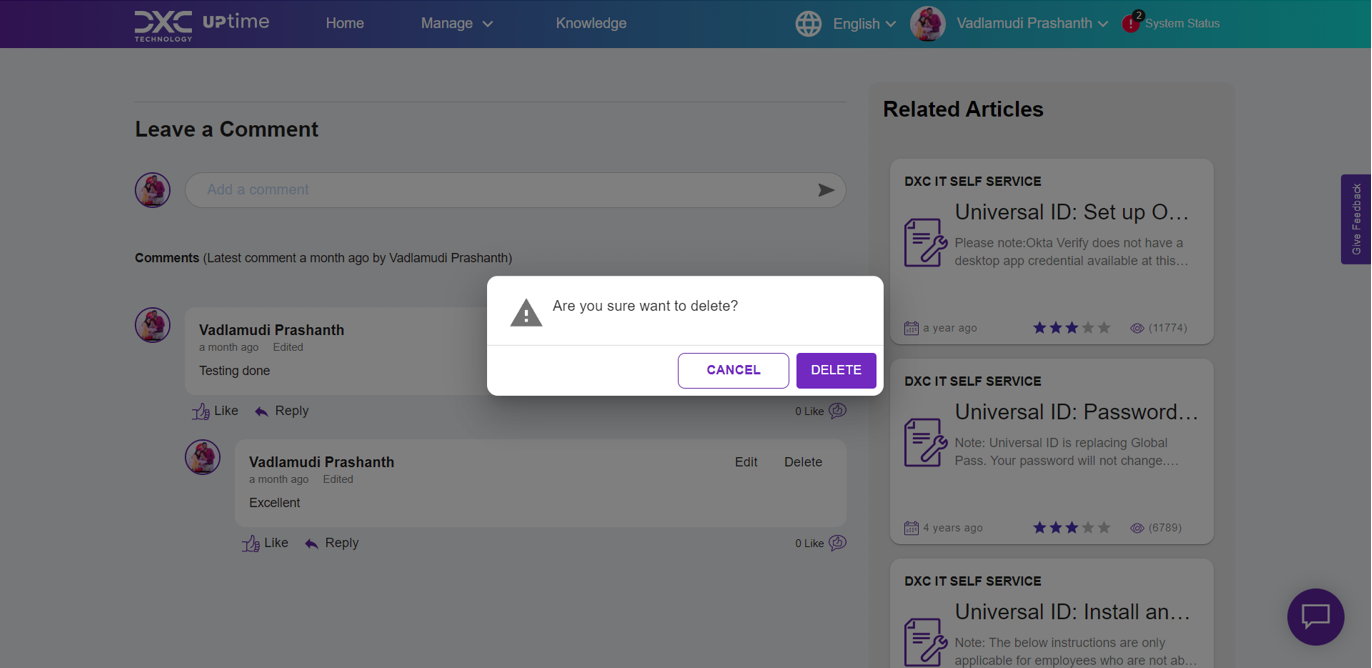 DXC
TECHNOLOGY
UPtime
Home
Manage
Knowledge
English
Vadlamudi Prashanth
2
System Status
Leave a Comment
Add a comment
Comments (Latest comment a month ago by Vadlamudi Prashanth)
Vadlamudi Prashanth
a month ago Edited
Testing done
Like Reply
0 Like
Vadlamudi Prashanth
Edit Delete
a month ago Edited
Excellent
Like Reply
0 Like
Are you sure want to delete?
CANCEL DELETE
Related Articles
DXC IT SELF SERVICE
Universal ID: Set up O...
Please note:Okta Verify does not have a
desktop app credential available at this...
a year ago (11774)
DXC IT SELF SERVICE
Universal ID: Password...
Note: Universal ID is replacing Global
Pass. Your password will not change....
4 years ago (6789)
DXC IT SELF SERVICE
Universal ID: Install an...
Note: The below instructions are only
applicable for employees who are not ab...
Give Feedback